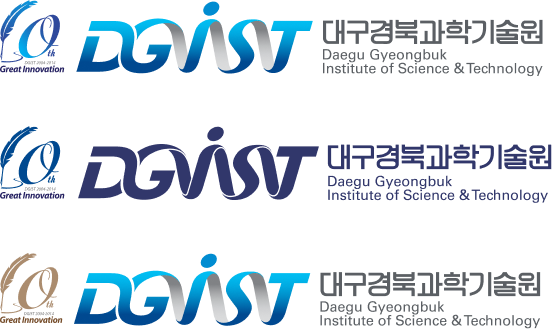 10th
DGIST 2004-2014
Great Innovation
DGIST
대구경북과학기술원
Daegu Gyeongbuk
Institute of Science & Technology
10th
DGIST 2004-2014
Great Innovation
DGIST
대구경북과학기술원
Daegu Gyeongbuk
Institute of Science & Technology
10th
DGIST 2004-2014
Great Innovation
DGIST
대구경북과학기술원
Daegu Gyeongbuk
Institute of Science & Technology